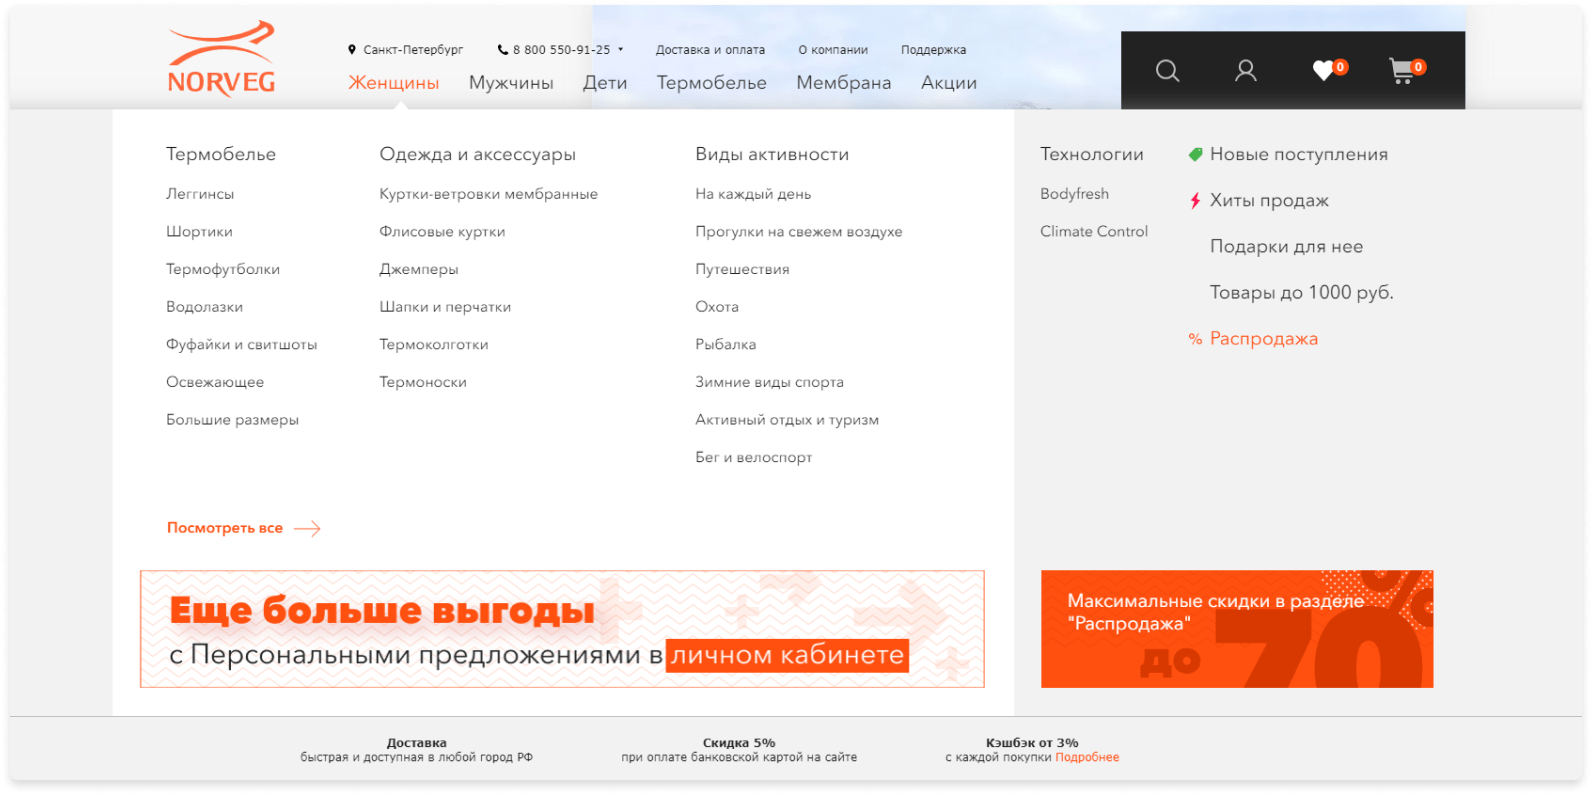 NORVEG
Санкт-Петербург
8 800 550-91-25
Доставка и оплата
О компании
Поддержка
Женщины
Мужчины
Дети
Термобелье
Мембрана
Акции
0
0
Термобелье
Леггинсы
Шортики
Термофутболки
Водолазки
Фуфайки и свитшоты
Освежающее
Большие размеры
Одежда и аксессуары
Куртки-ветровки мембранные
Флисовые куртки
Джемперы
Шапки и перчатки
Термоколготки
Термоноски
Виды активности
На каждый день
Прогулки на свежем воздухе
Путешествия
Охота
Рыбалка
Зимние виды спорта
Активный отдых и туризм
Бег и велоспорт
Технологии
Bodyfresh
Climate Control
Новые поступления
Хиты продаж
Подарки для нее
Товары до 1000 руб.
% Распродажа
Посмотреть все
Еще больше выгоды
с Персональными предложениями в личном кабинете
Максимальные скидки в разделе
"Распродажа"
до 70%
Доставка
быстрая и доступная в любой город РФ
Скидка 5%
при оплате банковской картой на сайте
Кэшбэк от 3%
с каждой покупки Подробнее